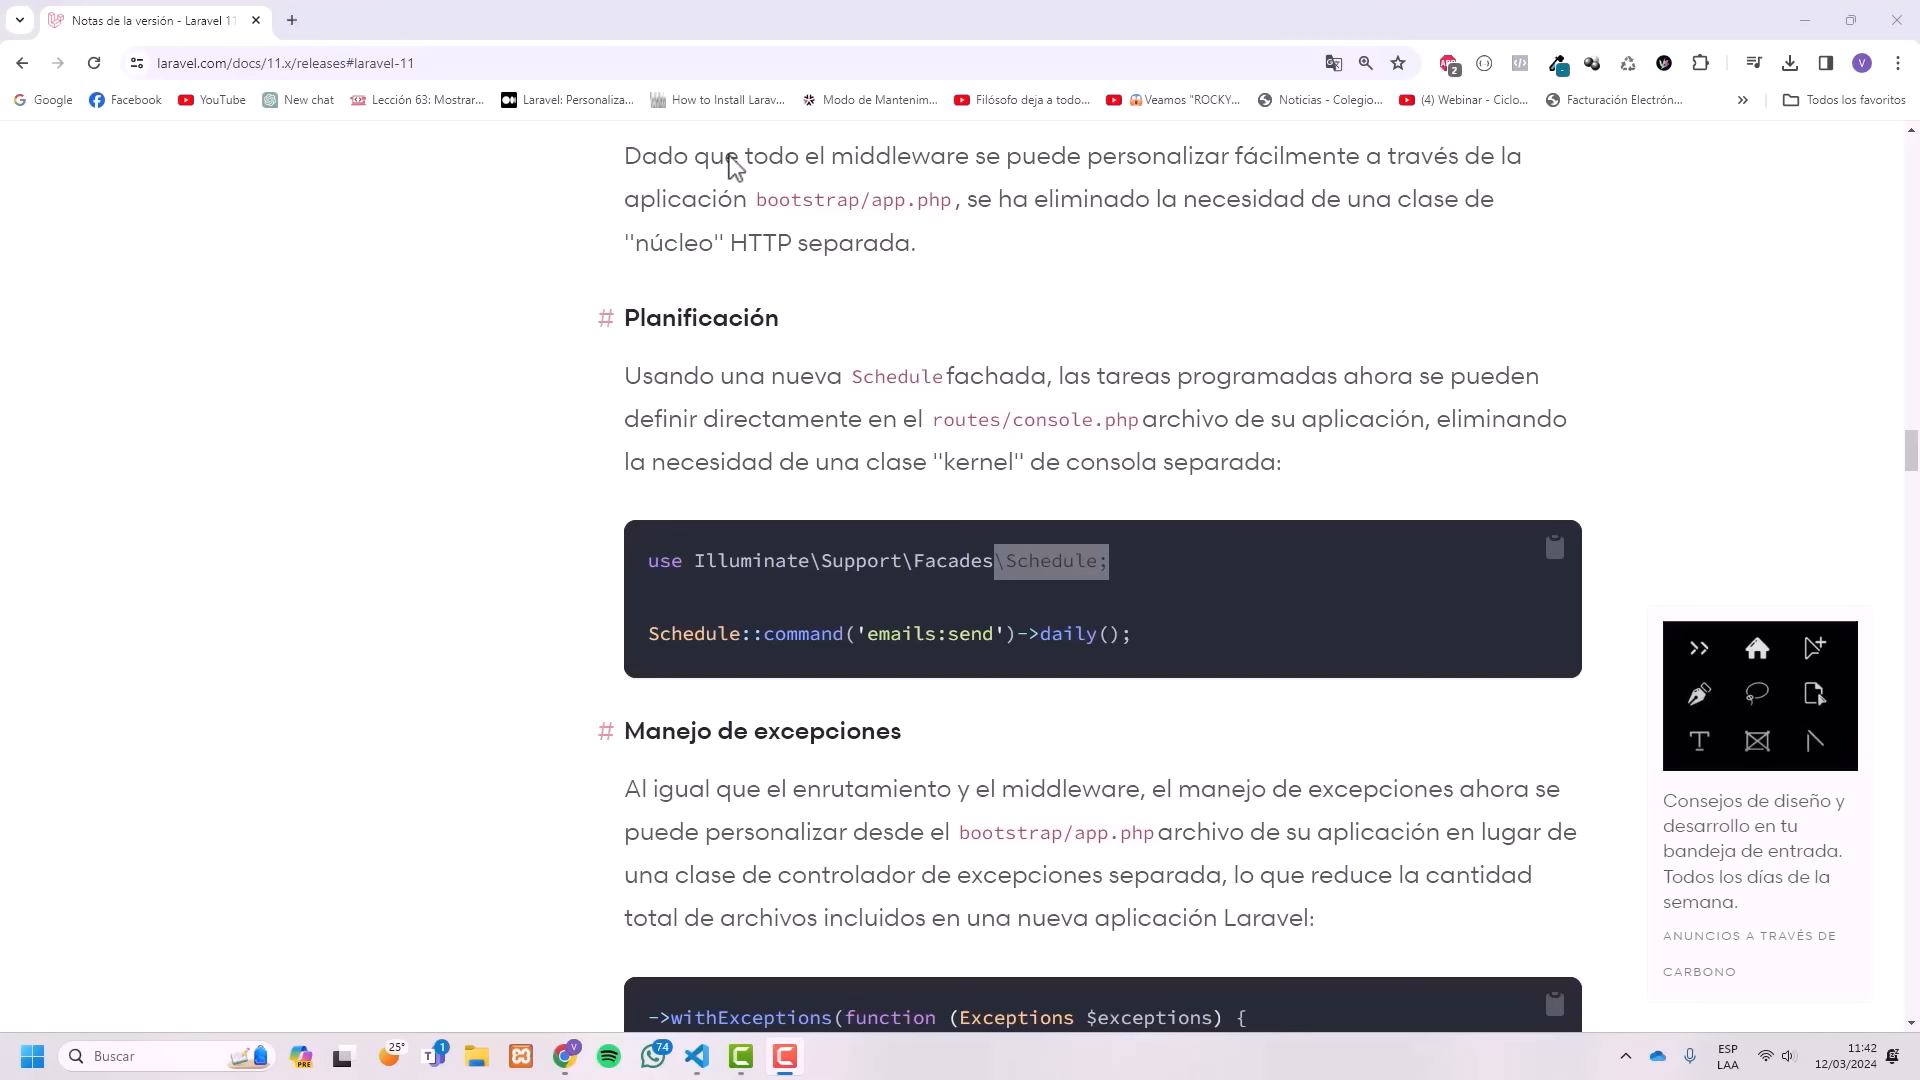 Notas de la versión - Laravel 11
laravel.com/docs/11.x/releases#laravel-11
2
V
Google
Facebook
YouTube
New chat
Lección 63: Mostrar...
Laravel: Personaliza...
How to Install Larav...
Modo de Mantenim...
Filósofo deja a todo...
😱Veamos "ROCKY...
Noticias - Colegio...
(4) Webinar - Ciclo...
Facturación Electrón...
Todos los favoritos
Dado que todo el middleware se puede personalizar fácilmente a través de la
aplicación bootstrap/app.php, se ha eliminado la necesidad de una clase de
"núcleo" HTTP separada.
# Planificación
Usando una nueva Schedule fachada, las tareas programadas ahora se pueden
definir directamente en el routes/console.php archivo de su aplicación, eliminando
la necesidad de una clase "kernel" de consola separada:
use Illuminate\Support\Facades\Schedule;
Schedule::command('emails:send')->daily();
# Manejo de excepciones
Al igual que el enrutamiento y el middleware, el manejo de excepciones ahora se
puede personalizar desde el bootstrap/app.php archivo de su aplicación en lugar de
una clase de controlador de excepciones separada, lo que reduce la cantidad
total de archivos incluidos en una nueva aplicación Laravel:
->withExceptions(function (Exceptions $exceptions) {
Consejos de diseño y
desarrollo en tu
bandeja de entrada.
Todos los días de la
semana.
ANUNCIOS A TRAVÉS DE
CARBONO
Buscar
PRE
25°
1
V
74
ESP
LAA
11:42
12/03/2024